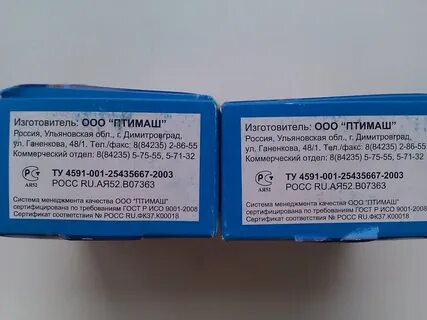 Изготовитель: ООО "ПТИМАШ"
Россия, Ульяновская обл., г. Димитровград,
ул. Ганенкова, 48/1. Тел./факс: 8(84235) 2-86-55
Коммерческий отдел: 8(84235) 5-75-55, 5-71-32
РСТ
АЯ52
ТУ 4591-001-25435667-2003
РОСС RU.АЯ52.В07363
Система менеджмента качества ООО "ПТИМАШ"
сертифицирована по требованиям ГОСТ Р ИСО 9001-2008
Сертификат соответствия № РОСС RU.ФК37.К00018
Изготовитель: ООО "ПТИМАШ"
Россия, Ульяновская обл., г. Димитровград,
ул. Ганенкова, 48/1. Тел./факс: 8(84235) 2-86-55
Коммерческий отдел: 8(84235) 5-75-55, 5-71-32
РСТ
АЯ52
ТУ 4591-001-25435667-2003
РОСС RU.АЯ52.В07363
Система менеджмента качества ООО "ПТИМАШ"
сертифицирована по требованиям ГОСТ Р ИСО 9001-2008
Сертификат соответствия № РОСС RU.ФК37.К00018